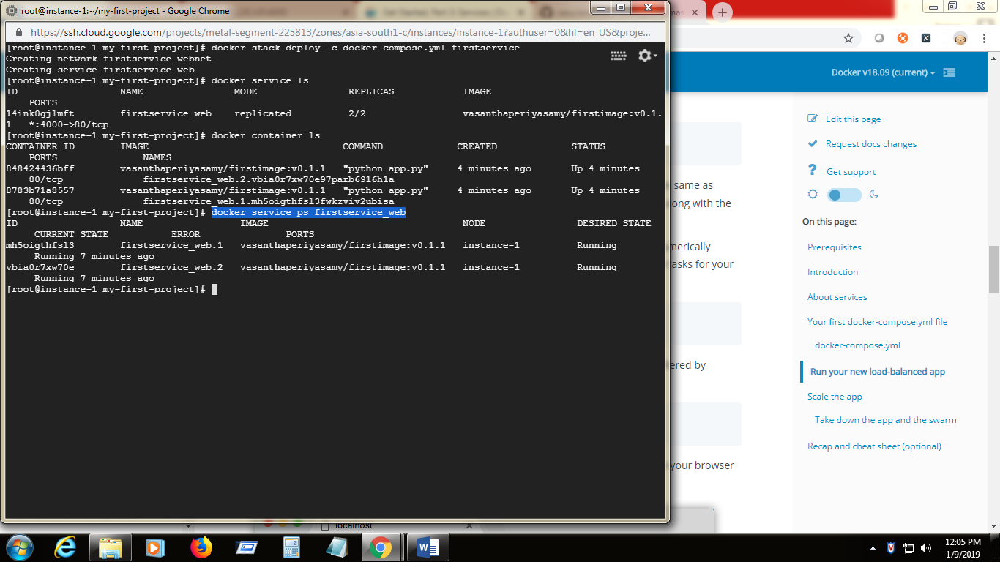 root@instance-1:~/my-first-project - Google Chrome
https://ssh.cloud.google.com/projects/metal-segment-225813/zones/asia-south1-c/instances/instance-1?authuser=0&hl=en_US&proje...
[root@instance-1 my-first-project]# docker stack deploy -c docker-compose.yml firstservice
Creating network firstservice_webnet
Creating service firstservice_web
[root@instance-1 my-first-project]# docker service ls
ID NAME MODE REPLICAS IMAGE
PORTS
14ink0gjlmft firstservice_web replicated 2/2 vasanthaperiyasamy/firstimage:v0.1.
1 *:4000->80/tcp
[root@instance-1 my-first-project]# docker container ls
CONTAINER ID IMAGE COMMAND CREATED STATUS
PORTS NAMES
848424436bff vasanthaperiyasamy/firstimage:v0.1.1 "python app.py" 4 minutes ago Up 4 minutes
80/tcp firstservice_web.2.vbia0r7xw70e97parb6916h1a
8783b71a8557 vasanthaperiyasamy/firstimage:v0.1.1 "python app.py" 4 minutes ago Up 4 minutes
80/tcp firstservice_web.1.mh5oigthfsl3fwkzviv2ubisa
[root@instance-1 my-first-project]# docker service ps firstservice_web
ID NAME IMAGE NODE DESIRED STATE
CURRENT STATE ERROR PORTS
mh5oigthfsl3 firstservice_web.1 vasanthaperiyasamy/firstimage:v0.1.1 instance-1 Running
Running 7 minutes ago
vbia0r7xw70e firstservice_web.2 vasanthaperiyasamy/firstimage:v0.1.1 instance-1 Running
Running 7 minutes ago
[root@instance-1 my-first-project]#
Docker v18.09 (current)
same as
ng with the
merically
tasks for your
ered by
your browser
Edit this page
Request docs changes
Get support
On this page:
Prerequisites
Introduction
About services
Your first docker-compose.yml file
docker-compose.yml
Run your new load-balanced app
Scale the app
Take down the app and the swarm
Recap and cheat sheet (optional)
localhost
12:05 PM
1/9/2019